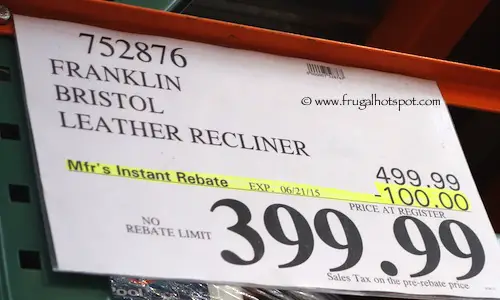 752876
© www.frugalhotspot.com
FRANKLIN
BRISTOL
LEATHER RECLINER
499.99
Mfr's Instant Rebate EXP. 06/21/15 -100.00
PRICE AT REGISTER
NO
REBATE LIMIT
399.99
Sales Tax on the pre-rebate price
tool